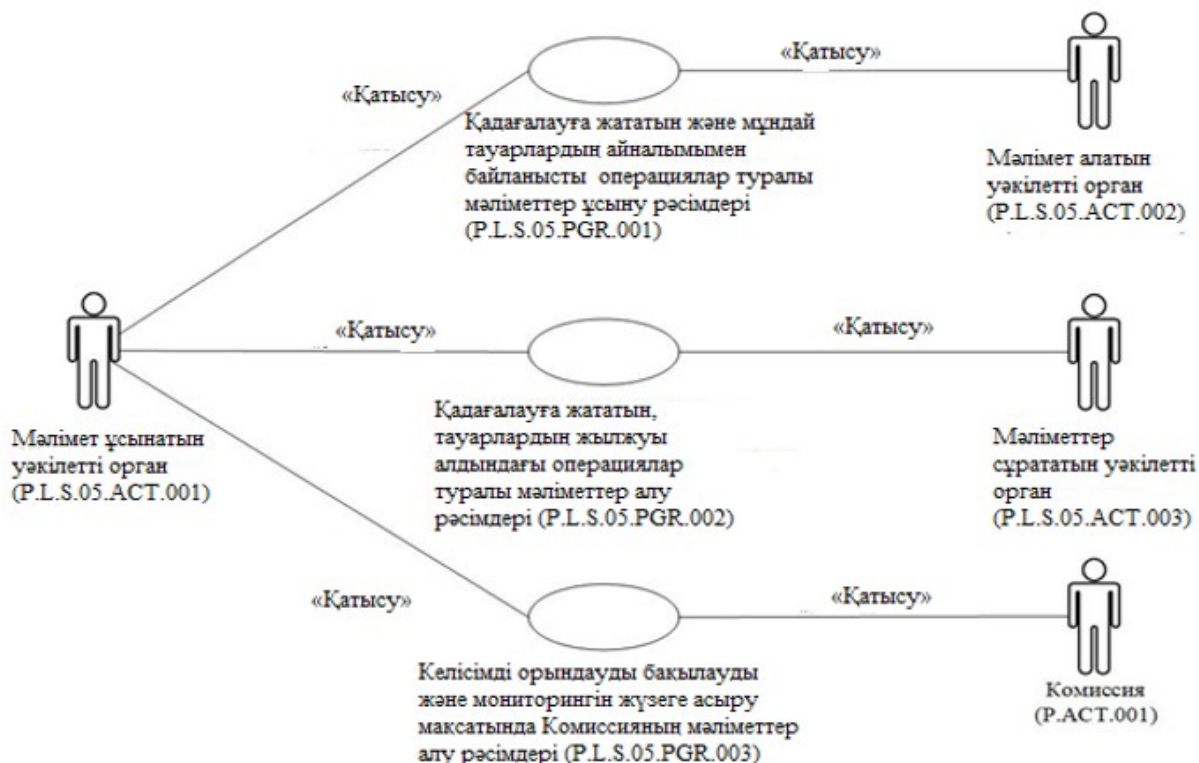 «Қатысу»
«Қатысу»
Қадағалауға жататын және мұндай
тауарлардың айналымымен
байланысты операциялар туралы
мәліметтер ұсыну рәсімдері
(P.L.S.05.PGR.001)
Мәлімет алатын
уәкілетті орган
(P.L.S.05.ACT.002)
«Қатысу»
«Қатысу»
Мәлімет ұсынатын
уәкілетті орган
(P.L.S.05.ACT.001)
Қадағалауға жататын,
тауарлардың жылжуы
алдындағы операциялар
туралы мәліметтер алу
рәсімдері (P.L.S.05.PGR.002)
Мәліметтер
сұрататын уәкілетті
орган
(P.L.S.05.ACT.003)
«Қатысу»
«Қатысу»
Келісімді орындауды бақылауды
және мониторингін жүзеге асыру
мақсатында Комиссияның мәліметтер
алу рәсімдері (P.L.S.05.PGR.003)
Комиссия
(P.ACT.001)